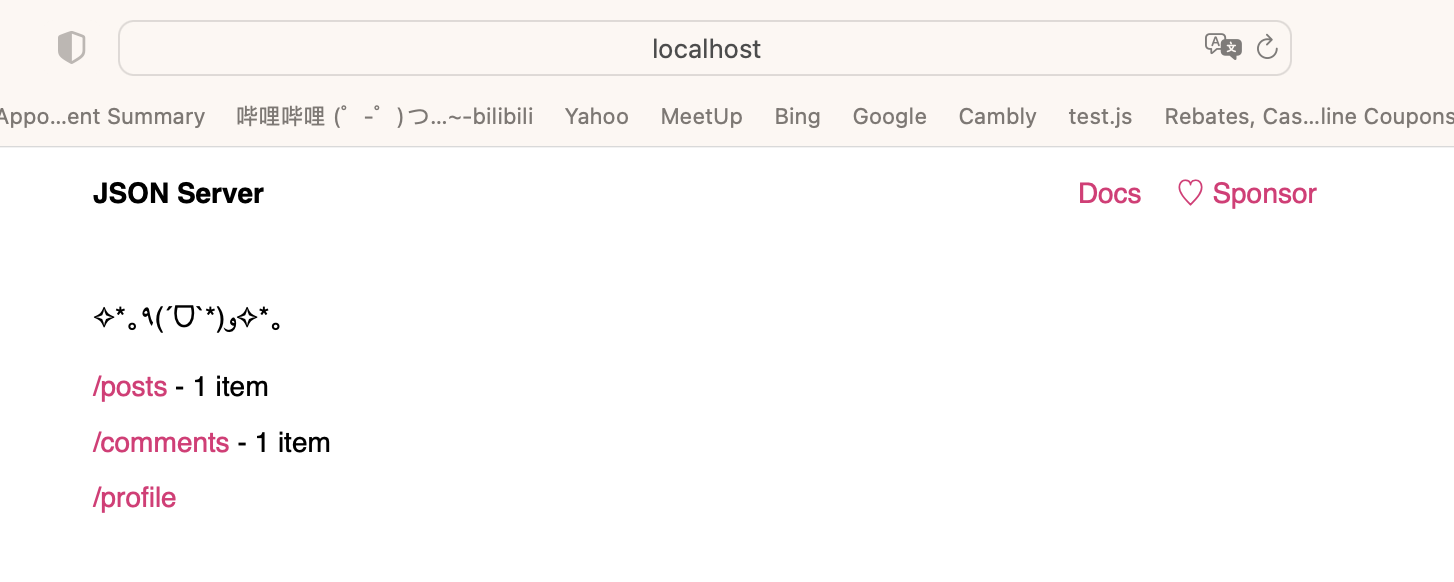 localhost
Appo...ent Summary 哔哩哔哩 (゜-゜)つ...~-bilibili Yahoo MeetUp Bing Google Cambly test.js Rebates, Cas...line Coupons
JSON Server Docs ♡ Sponsor
✧*｡٩(ˊᗜˋ*)و✧*｡
/posts - 1 item
/comments - 1 item
/profile